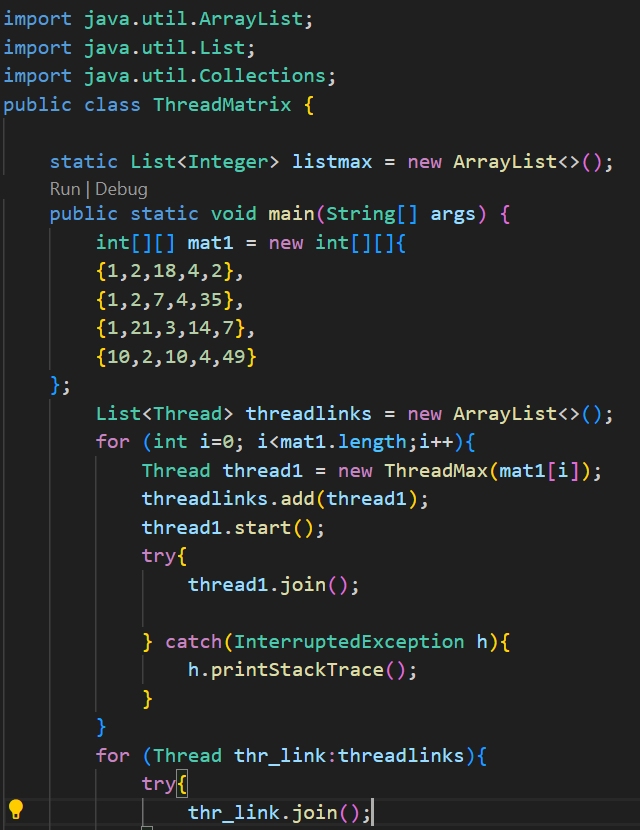 import java.util.ArrayList;
import java.util.List;
import java.util.Collections;
public class ThreadMatrix {
static List<Integer> listmax = new ArrayList<>();
Run | Debug
public static void main(String[] args) {
int[][] mat1 = new int[][]{
{1,2,18,4,2},
{1,2,7,4,35},
{1,21,3,14,7},
{10,2,10,4,49}
};
List<Thread> threadlinks = new ArrayList<>();
for (int i=0; i<mat1.length;i++){
Thread thread1 = new ThreadMax(mat1[i]);
threadlinks.add(thread1);
thread1.start();
try{
thread1.join();
} catch(InterruptedException h){
h.printStackTrace();
}
}
for (Thread thr_link:threadlinks){
try{
thr_link.join();